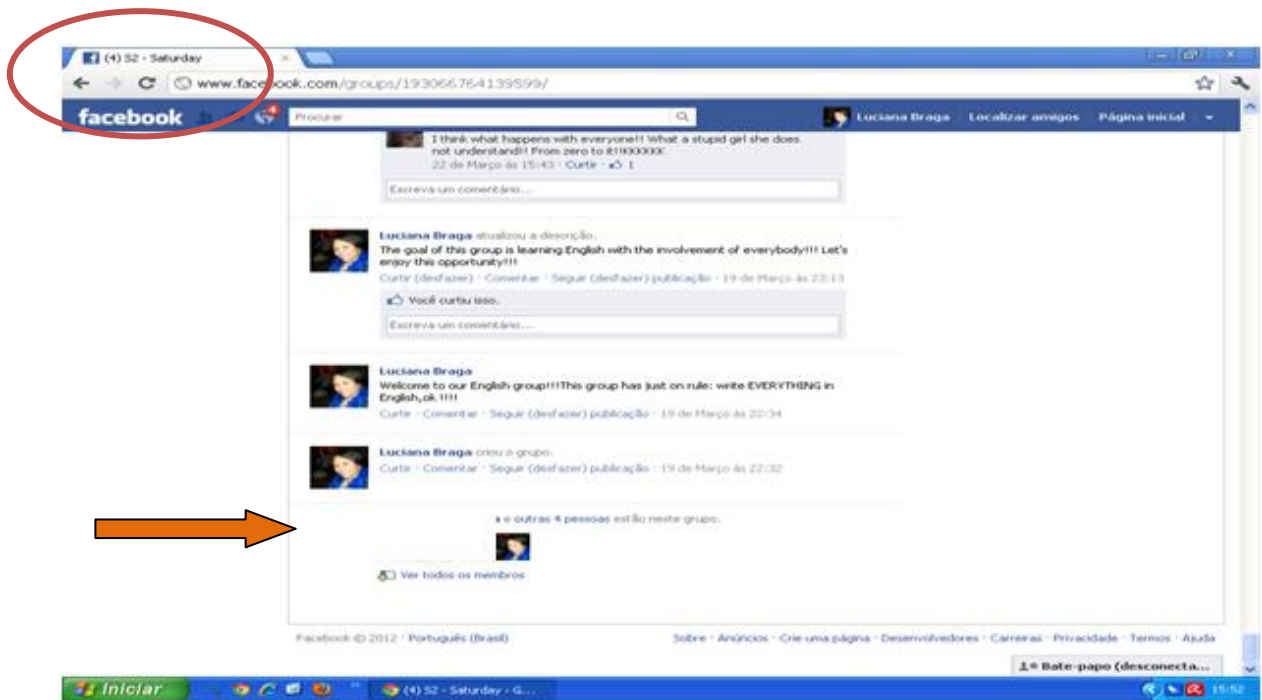 (4) S2 - Saturday
www.facebook.com/groups/193066764139599/
facebook
4
Procurar
Luciana Braga Localizar amigos Página inicial
I think what happens with everyone!! What a stupid girl she does
not understand!! From zero to
22 de Março às 15:43 · Curtir · 1
Escreva um comentário...
Luciana Braga atualizou a descrição.
The goal of this group is learning English with the involvement of everybody!!! Let's
enjoy this opportunity!!!
Curtir (desfazer) · Comentar · Seguir (desfazer) publicação · 19 de Março às 23:13
Você curtiu isso.
Escreva um comentário...
Luciana Braga
Welcome to our English group!!!This group has just on rule: write EVERYTHING in
English,ok !!!!
Curtir · Comentar · Seguir (desfazer) publicação · 19 de Março às 22:34
Luciana Braga criou o grupo.
Curtir · Comentar · Seguir (desfazer) publicação · 19 de Março às 22:32
e outras 4 pessoas estão neste grupo.
Ver todos os membros
Facebook © 2012 · Português (Brasil)
Sobre · Anúncios · Crie uma página · Desenvolvedores · Carreiras · Privacidade · Termos · Ajuda
Bate-papo (desconecta...
Iniciar
(4) S2 - Saturday - G...
15:52